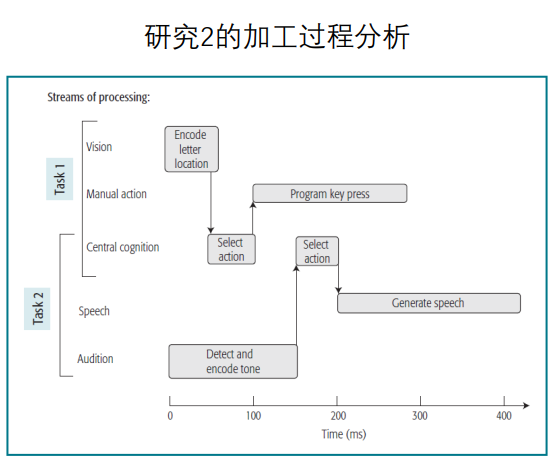 研究2的加工过程分析
Streams of processing:
Task 1
Task 2
Vision
Manual action
Central cognition
Speech
Audition
Encode
letter
location
Program key press
Select
action
Select
action
Generate speech
Detect and
encode tone
0 100 200 300 400
Time (ms)